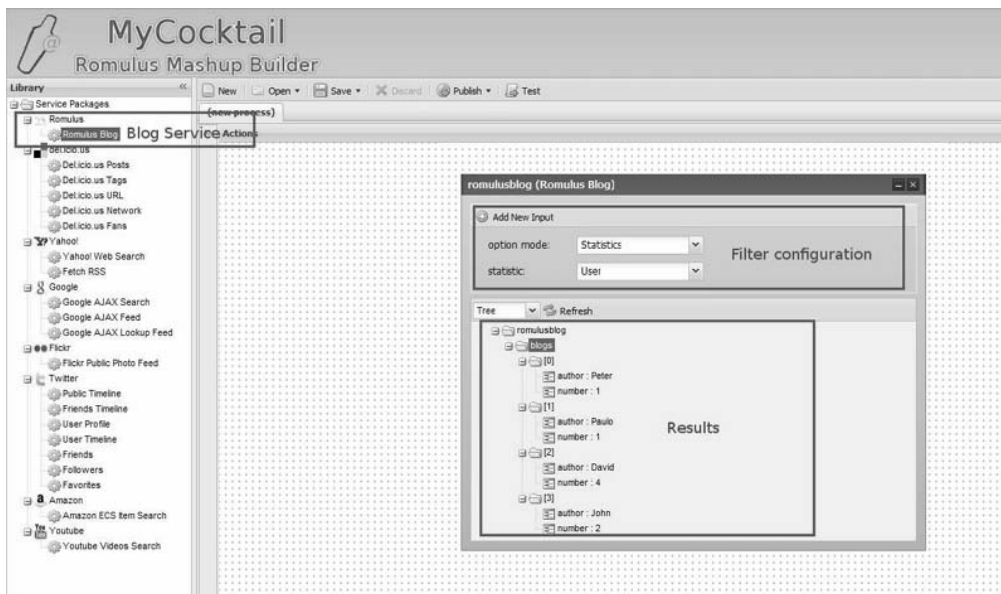 MyCocktail
Romulus Mashup Builder
Library
New Open Save Discard Publish Test
Service Packages
Romulus
Romulus Blog
Blog Service
del.icio.us
Del.icio.us Posts
Del.icio.us Tags
Del.icio.us URL
Del.icio.us Network
Del.icio.us Fans
Yahoo!
Yahoo! Web Search
Fetch RSS
Google
Google AJAX Search
Google AJAX Feed
Google AJAX Lookup Feed
Flickr
Flickr Public Photo Feed
Twitter
Public Timeline
Friends Timeline
User Profile
User Timeline
Friends
Followers
Favorites
Amazon
Amazon ECS Item Search
Youtube
Youtube Videos Search
(new process)
Actions
romulusblog (Romulus Blog)
Add New Input
option mode: Statistics
statistic: User
Filter configuration
Tree Refresh
romulusblog
blogs
[0]
author : Peter
number : 1
[1]
author : Paulo
number : 1
[2]
author : David
number : 4
[3]
author : John
number : 2
Results